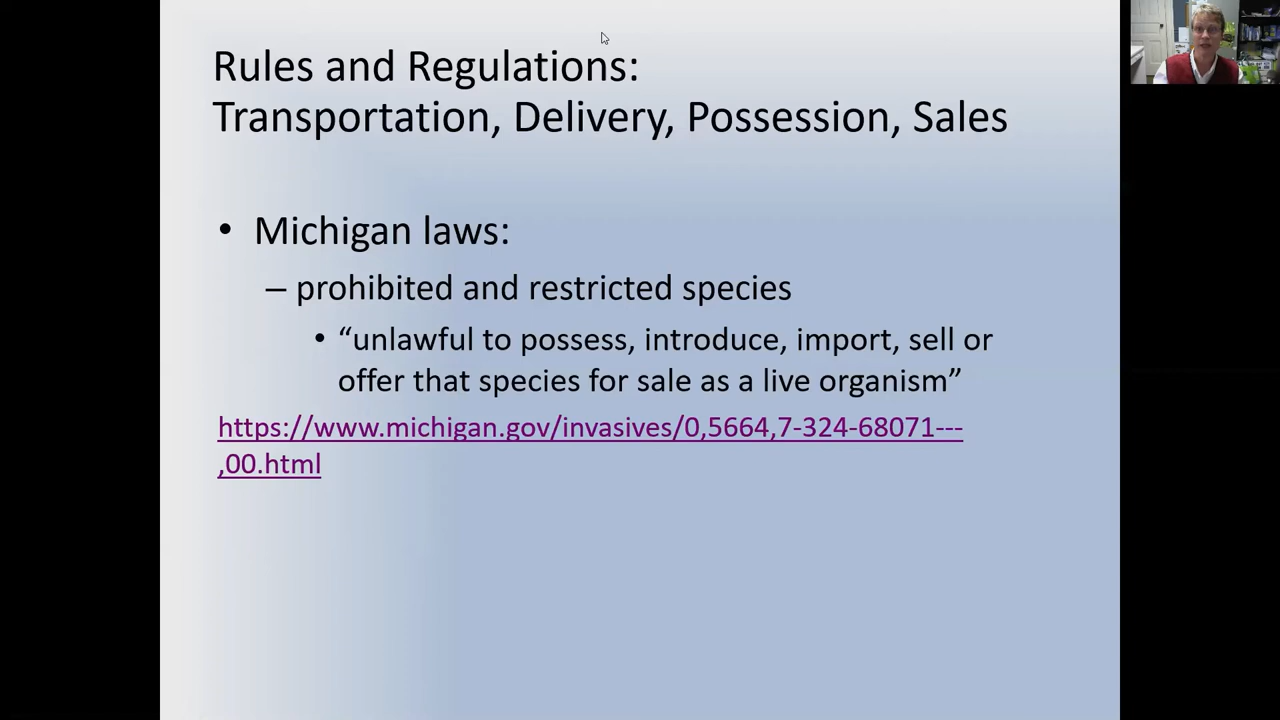 Rules and Regulations:
Transportation, Delivery, Possession, Sales
• Michigan laws:
– prohibited and restricted species
• “unlawful to possess, introduce, import, sell or
offer that species for sale as a live organism”
https://www.michigan.gov/invasives/0,5664,7-324-68071---
,00.html